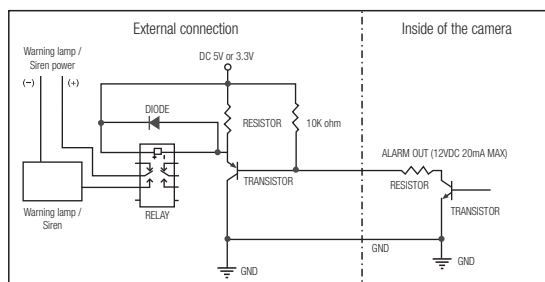 External connection
Inside of the camera
Warning lamp /
Siren power
(−)
(+)
DC 5V or 3.3V
DIODE
RESISTOR
10K ohm
ALARM OUT (12VDC 20mA MAX)
RESISTOR
TRANSISTOR
TRANSISTOR
Warning lamp /
Siren
RELAY
GND
GND
GND